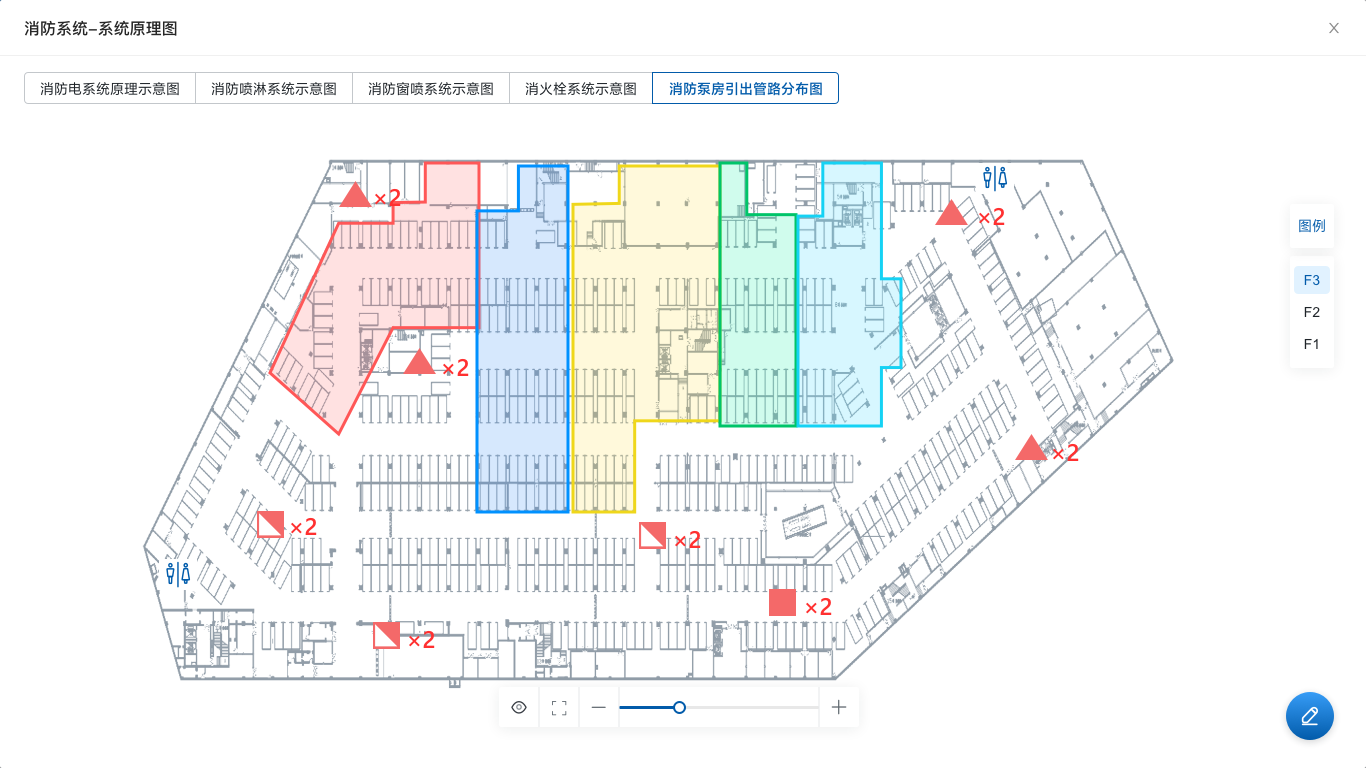 消防系统–系统原理图
消防电系统原理示意图
消防喷淋系统示意图
消防窗喷系统示意图
消火栓系统示意图
消防泵房引出管路分布图
×2
×2
图例
F3
F2
F1
×2
×2
×2
×2
×2
×2